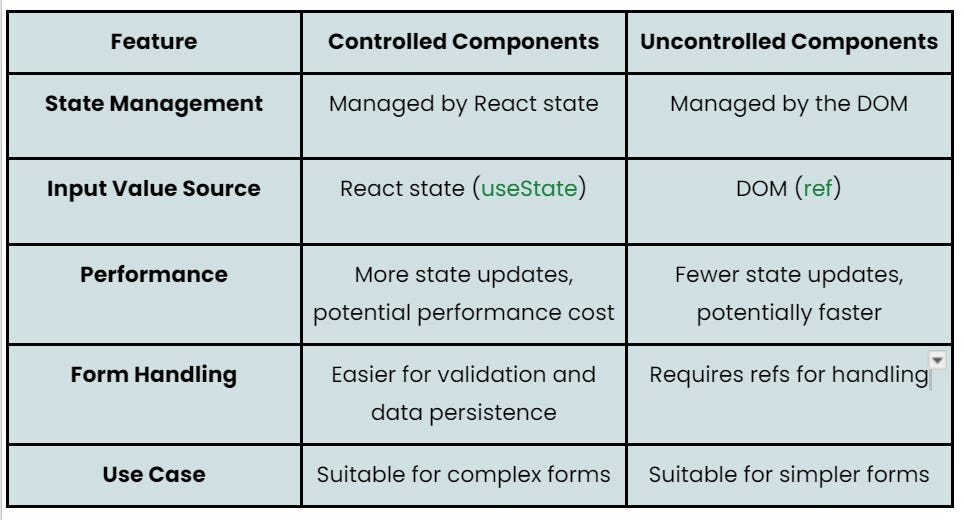 Feature Controlled Components Uncontrolled Components
State Management Managed by React state Managed by the DOM
Input Value Source React state (useState) DOM (ref)
Performance More state updates, Fewer state updates,
potential performance cost potentially faster
Form Handling Easier for validation and Requires refs for handling
data persistence
Use Case Suitable for complex forms Suitable for simpler forms